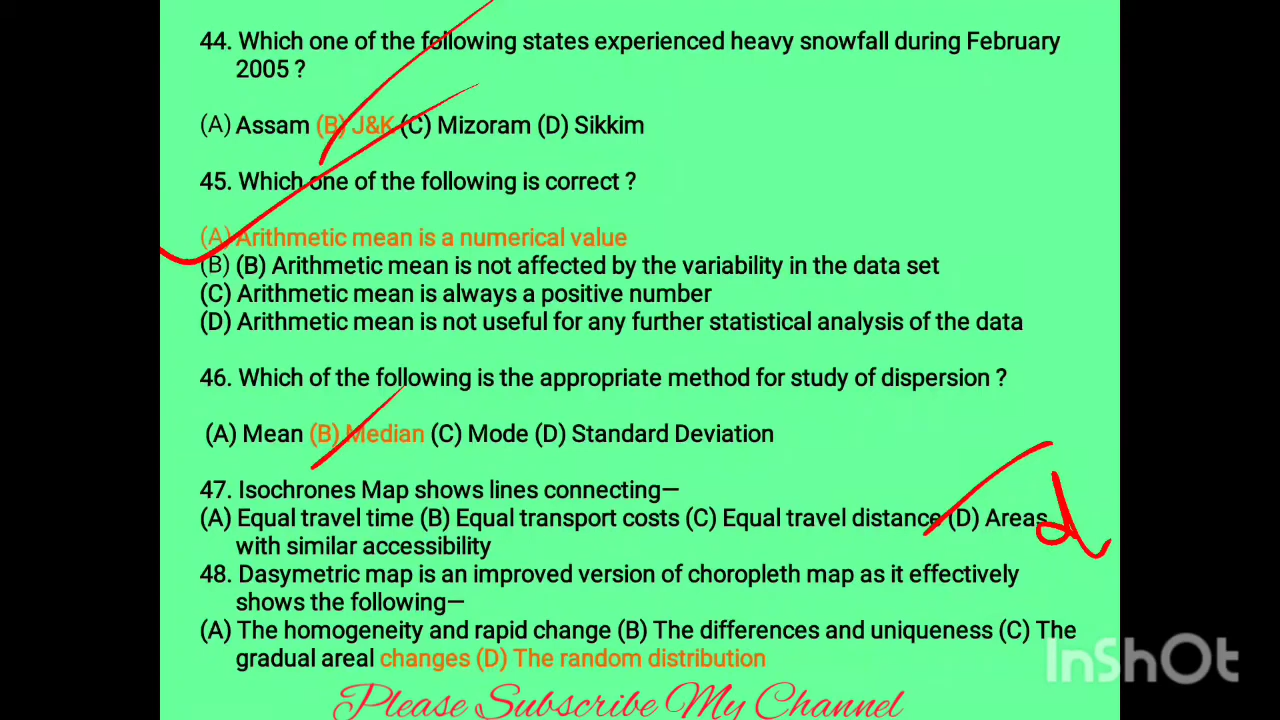 44. Which one of the following states experienced heavy snowfall during February
2005 ?
(A) Assam (B) J&K (C) Mizoram (D) Sikkim
45. Which one of the following is correct ?
(A) Arithmetic mean is a numerical value
(B) (B) Arithmetic mean is not affected by the variability in the data set
(C) Arithmetic mean is always a positive number
(D) Arithmetic mean is not useful for any further statistical analysis of the data
46. Which of the following is the appropriate method for study of dispersion ?
(A) Mean (B) Median (C) Mode (D) Standard Deviation
47. Isochrones Map shows lines connecting—
(A) Equal travel time (B) Equal transport costs (C) Equal travel distance (D) Areas
d
with similar accessibility
48. Dasymetric map is an improved version of choropleth map as it effectively
shows the following—
(A) The homogeneity and rapid change (B) The differences and uniqueness (C) The
gradual areal changes (D) The random distribution
InShOt
Please Subscribe My Channel